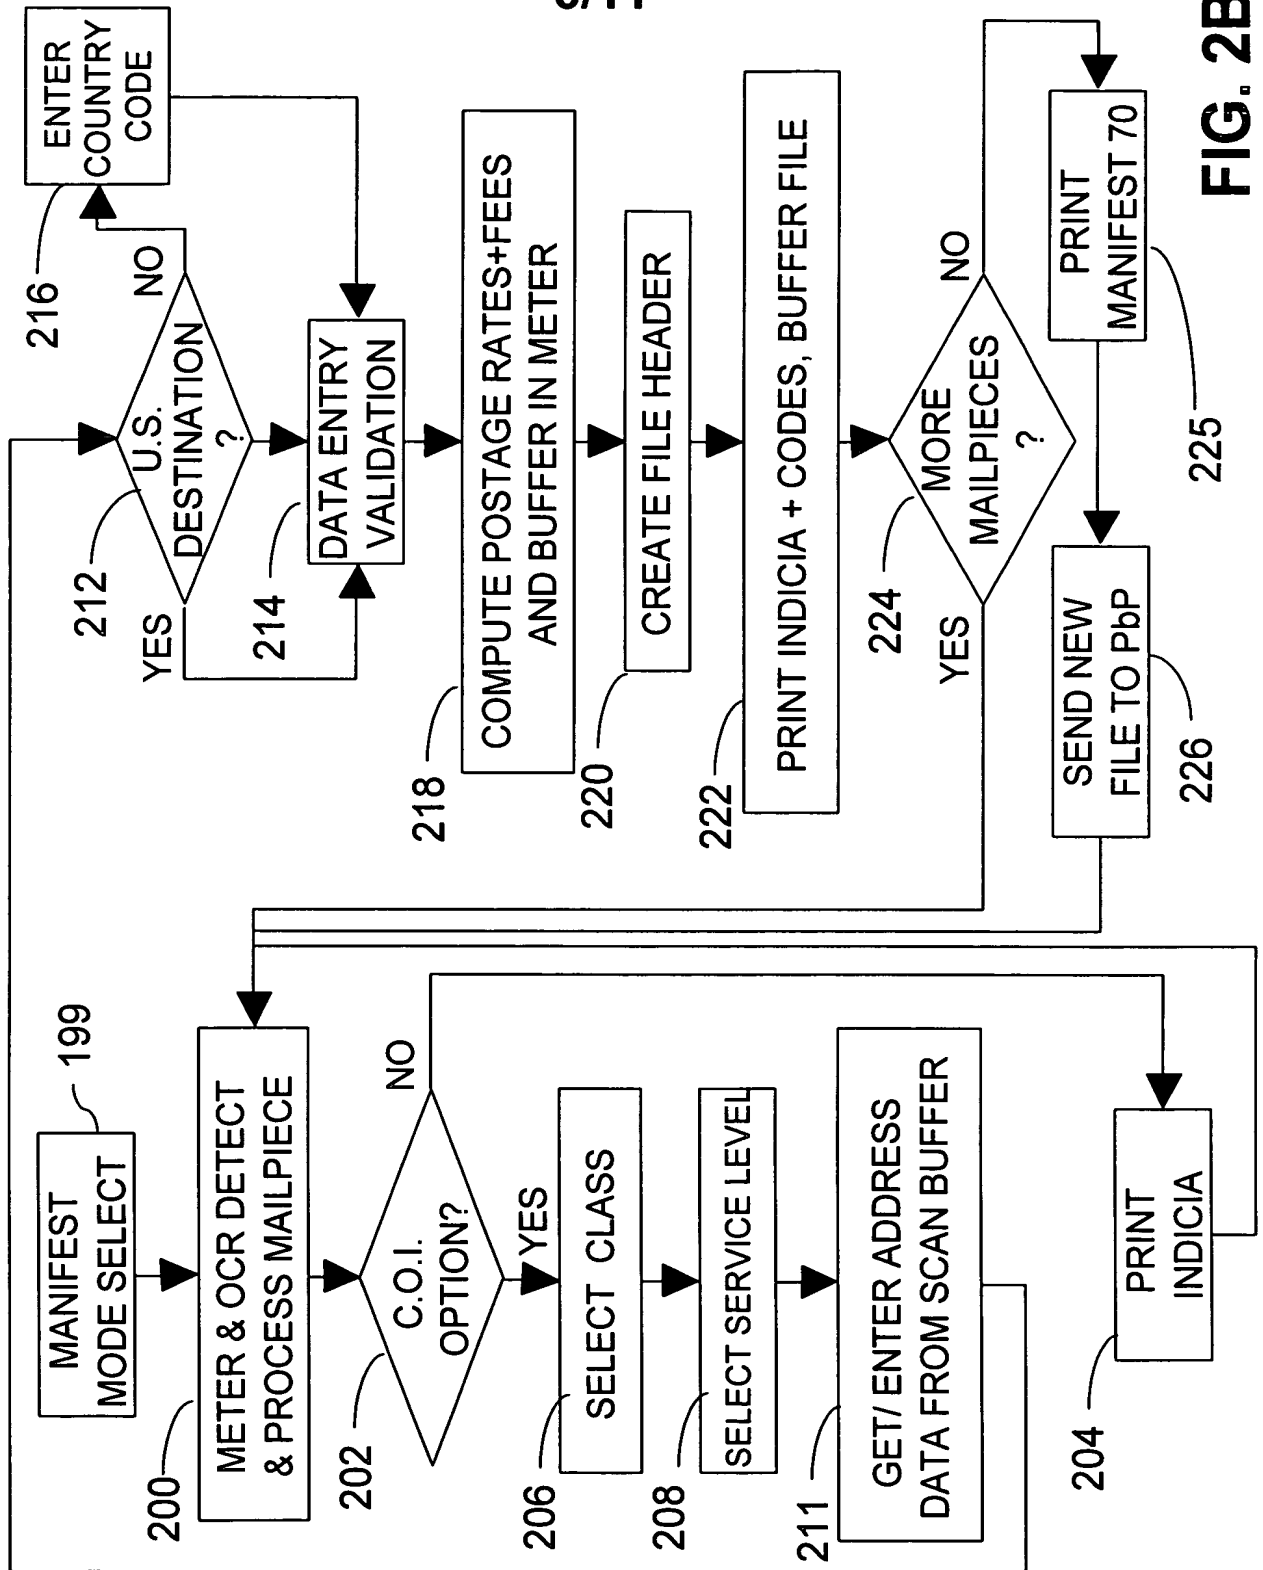 199
MANIFEST
MODE SELECT
200
METER & OCR DETECT
& PROCESS MAILPIECE
202
C.O.I.
OPTION?
NO
YES
206
SELECT CLASS
208
SELECT SERVICE LEVEL
211
GET/ ENTER ADDRESS
DATA FROM SCAN BUFFER
204
PRINT
INDICIA
212
U.S.
DESTINATION
?
YES
NO
216
ENTER
COUNTRY
CODE
214
DATA ENTRY
VALIDATION
218
COMPUTE POSTAGE RATES+FEES
AND BUFFER IN METER
220
CREATE FILE HEADER
222
PRINT INDICIA + CODES, BUFFER FILE
224
MORE
MAILPIECES
?
YES
NO
PRINT
MANIFEST 70
225
SEND NEW
FILE TO PbP
226
FIG. 2B